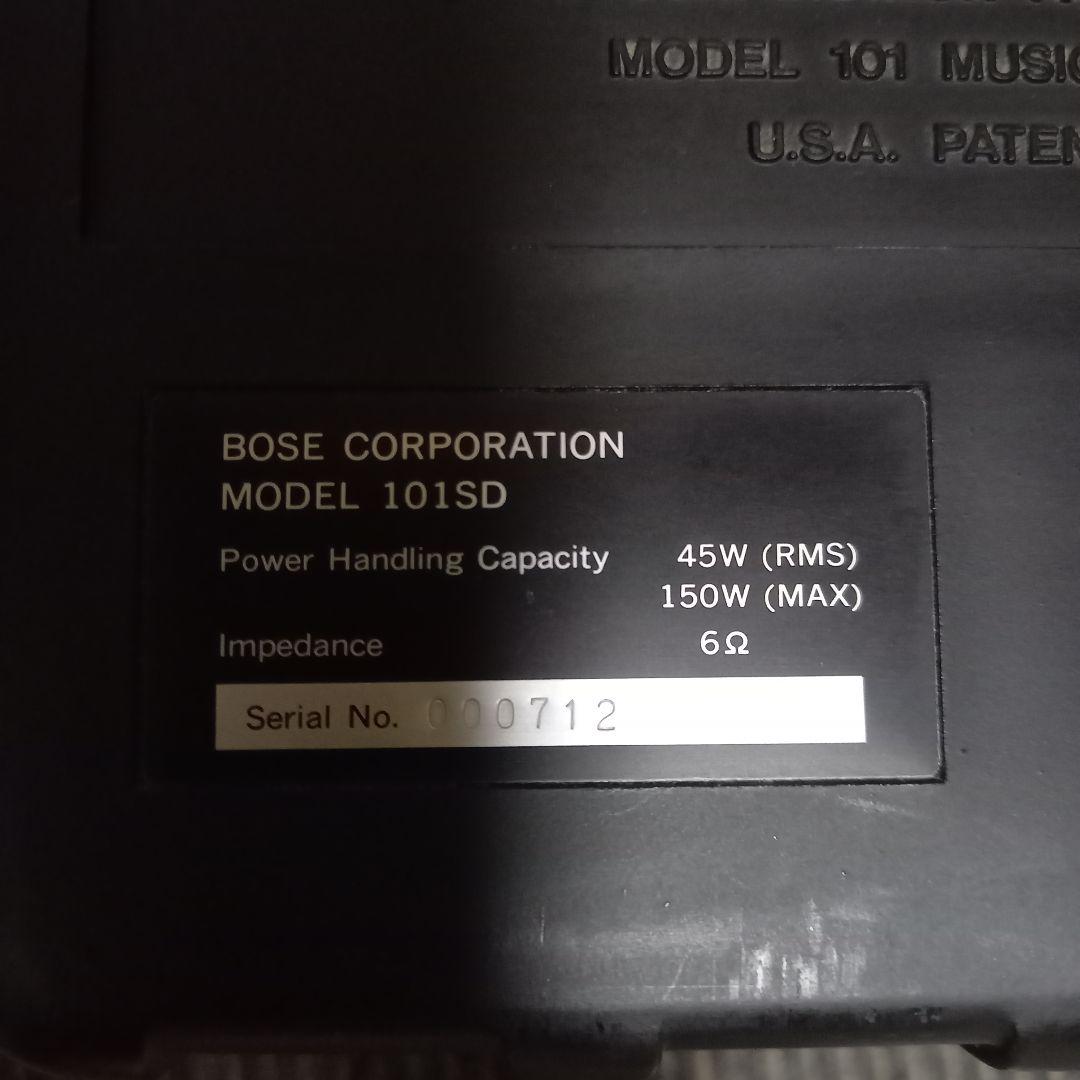 MODEL 101 MUSIC
U.S.A. PATEN
BOSE CORPORATION
MODEL 101SD
Power Handling Capacity 45W (RMS)
150W (MAX)
Impedance 6Ω
Serial No. 000712